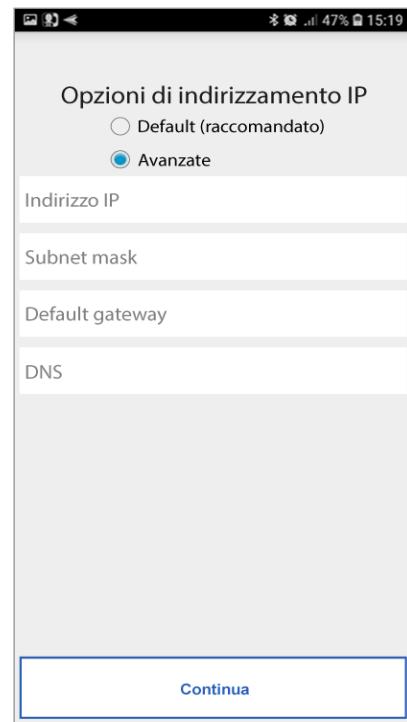 47% 15:19
Opzioni di indirizzamento IP
Default (raccomandato)
Avanzate
Indirizzo IP
Subnet mask
Default gateway
DNS
Continua